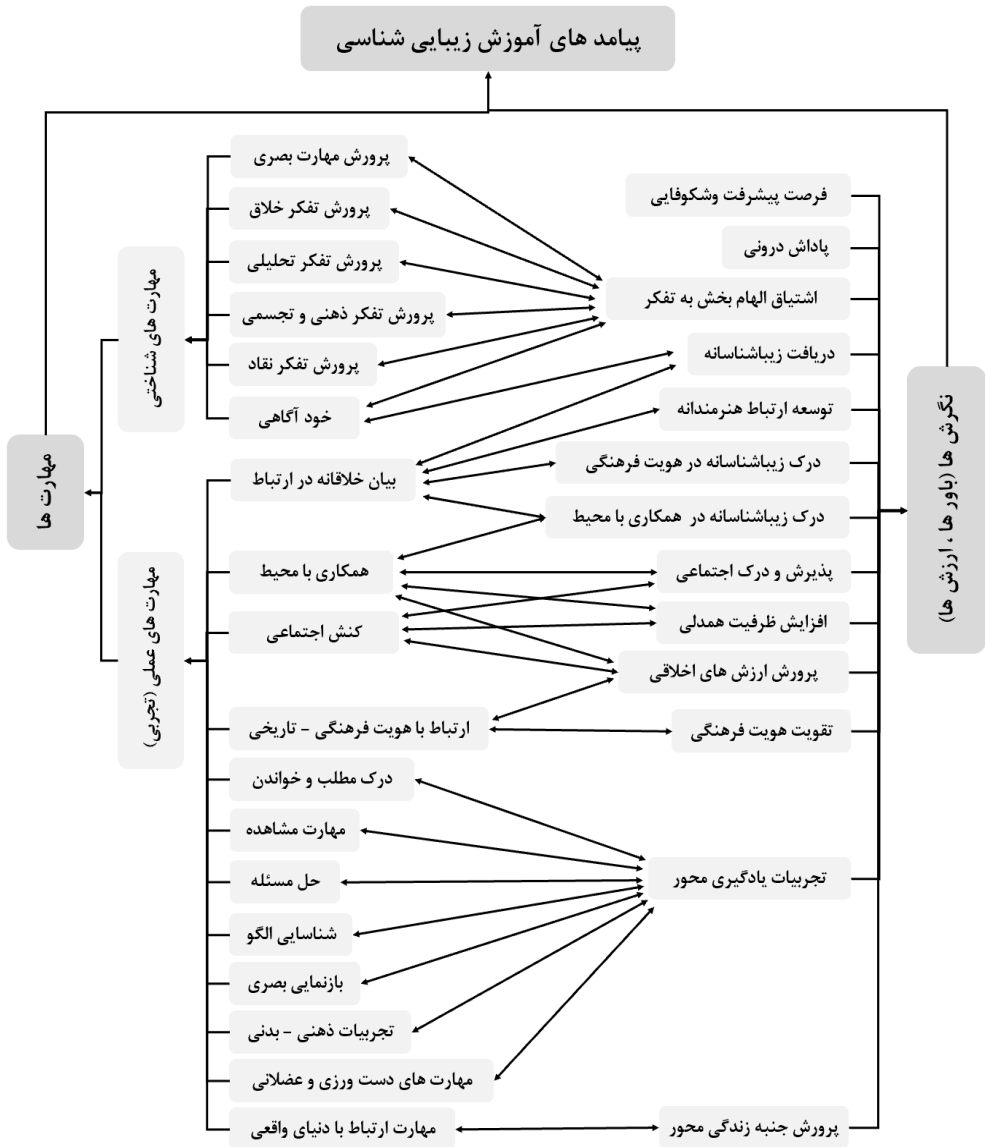 پیامد های آموزش زیبایی شناسی
نگرش ها (باور ها ، ارزش ها)
فرصت پیشرفت وشکوفایی
پاداش درونی
اشتیاق الهام بخش به تفکر
دریافت زیباشناسانه
توسعه ارتباط هنرمندانه
درک زیباشناسانه در هویت فرهنگی
درک زیباشناسانه در همکاری با محیط
پذیرش و درک اجتماعی
افزایش ظرفیت همدلی
پرورش ارزش های اخلاقی
تقویت هویت فرهنگی
تجربیات یادگیری محور
پرورش جنبه زندگی محور
پرورش مهارت بصری
پرورش تفکر خلاق
پرورش تفکر تحلیلی
پرورش تفکر ذهنی و تجسمی
پرورش تفکر نقاد
خود آگاهی
بیان خلاقانه در ارتباط
همکاری با محیط
کنش اجتماعی
ارتباط با هویت فرهنگی - تاریخی
درک مطلب و خواندن
مهارت مشاهده
حل مسئله
شناسایی الگو
بازنمایی بصری
تجربیات ذهنی - بدنی
مهارت های دست ورزی و عضلانی
مهارت ارتباط با دنیای واقعی
مهارت های شناختی
مهارت های عملی (تجربی)
مهارت ها